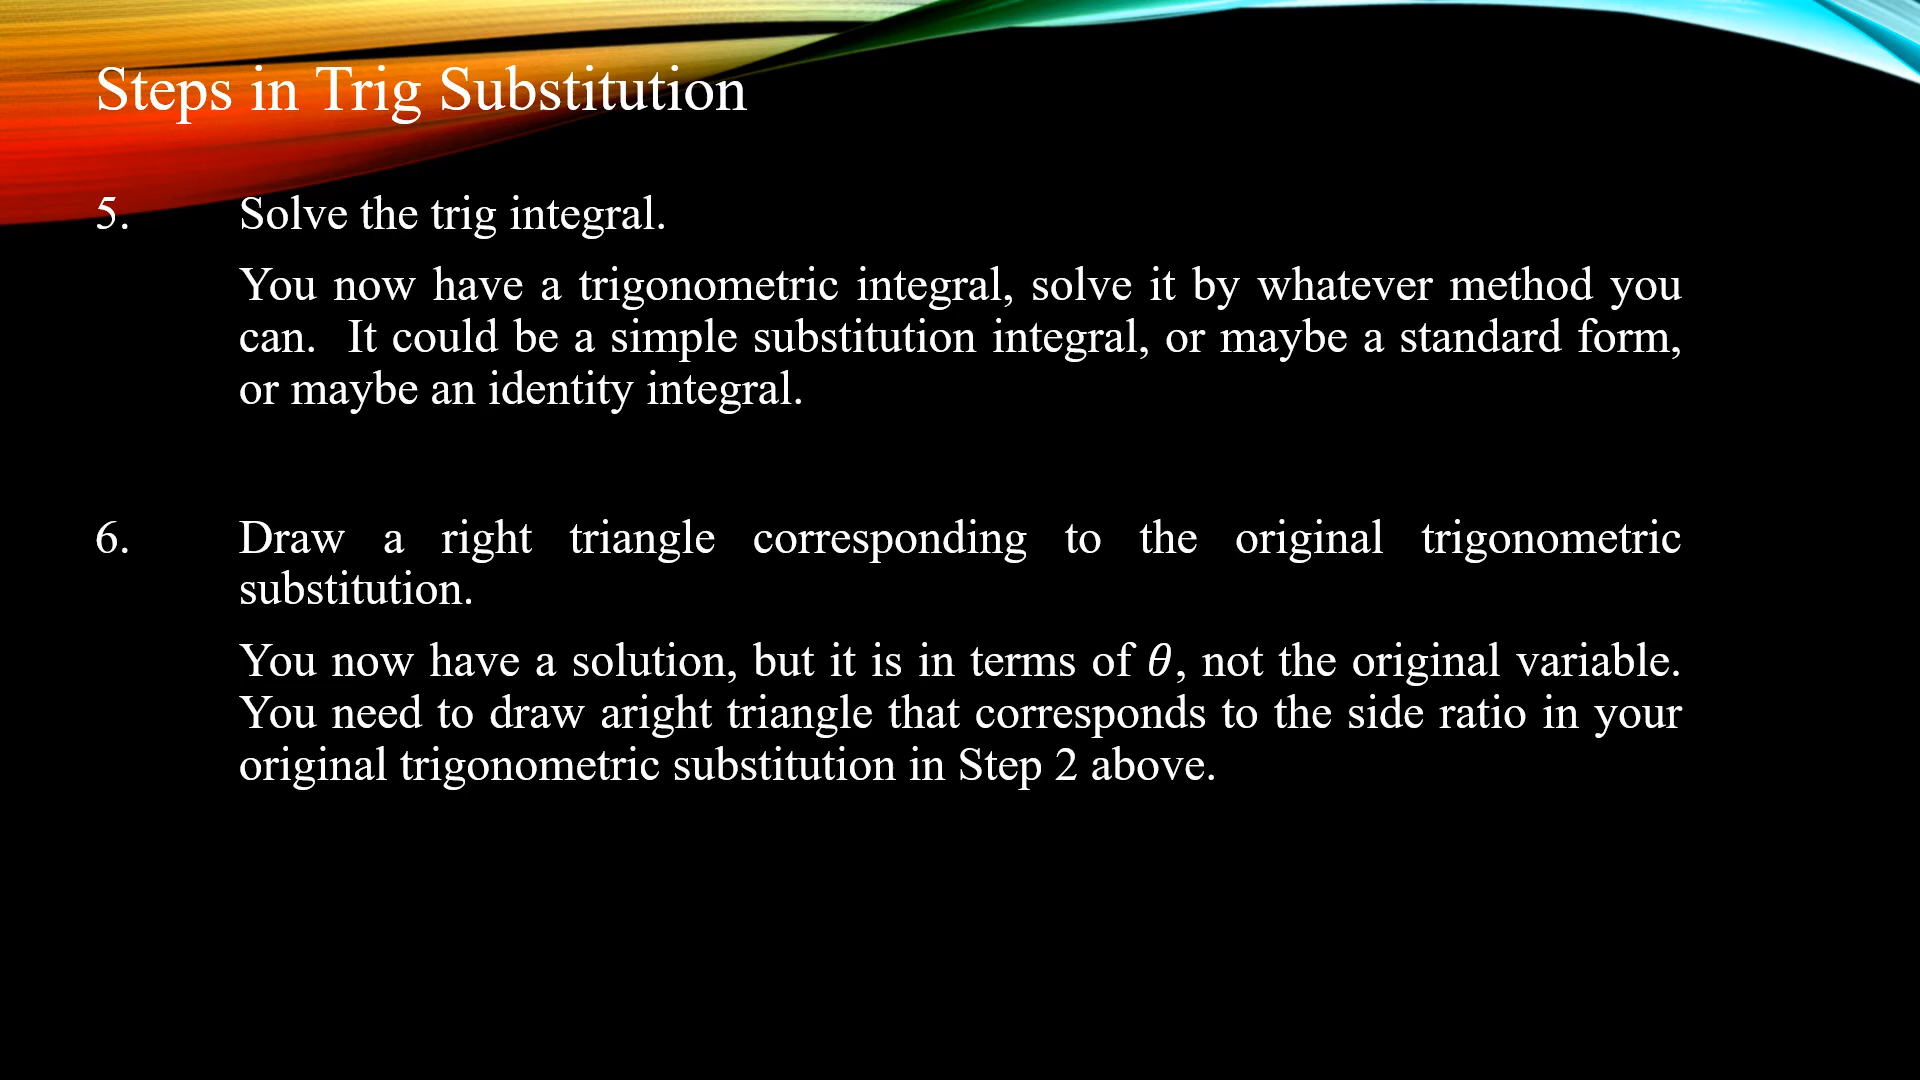 Steps in Trig Substitution
5. Solve the trig integral.
You now have a trigonometric integral, solve it by whatever method you
can.  It could be a simple substitution integral, or maybe a standard form,
or maybe an identity integral.
6. Draw a right triangle corresponding to the original trigonometric
substitution.
You now have a solution, but it is in terms of 𝜃, not the original variable.
You need to draw aright triangle that corresponds to the side ratio in your
original trigonometric substitution in Step 2 above.